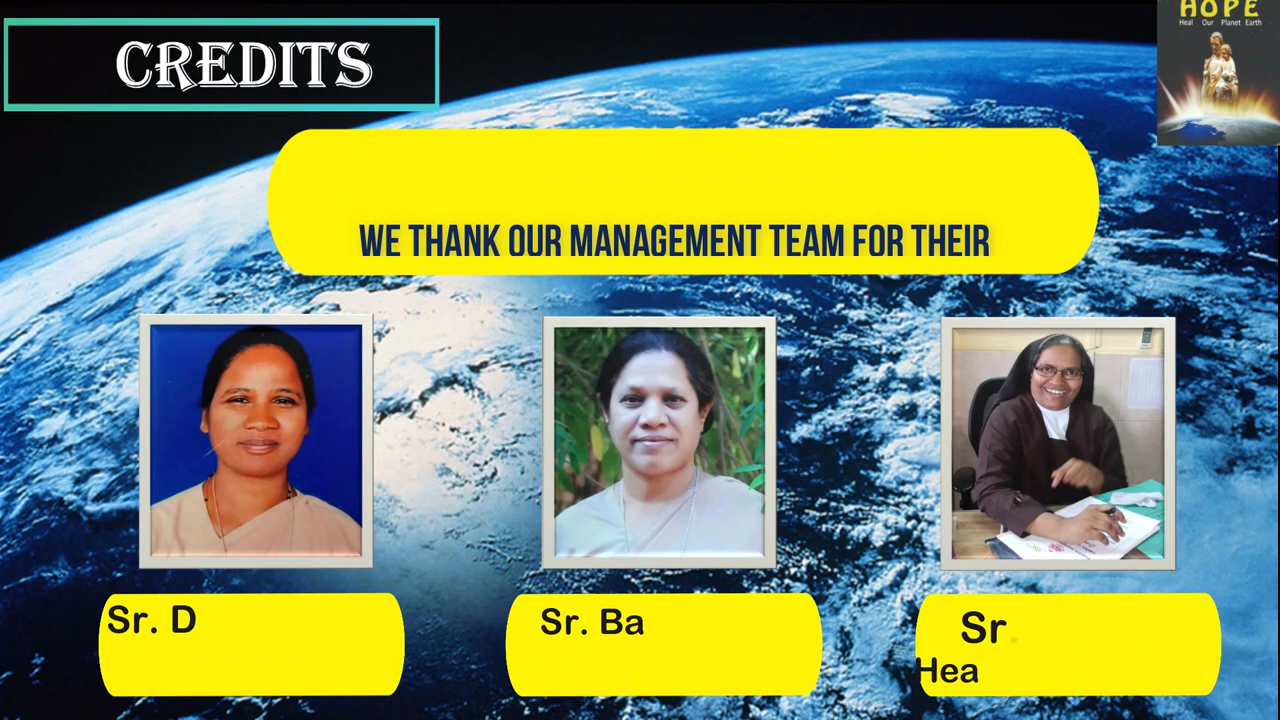 HOPE
Heal Our Planet Earth
CREDITS
WE THANK OUR MANAGEMENT TEAM FOR THEIR
Sr. D
Sr. Ba
Sr.
Hea